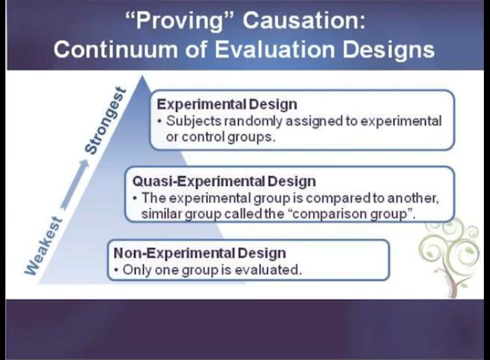 “Proving” Causation:
Continuum of Evaluation Designs
Weakest
Strongest
Experimental Design
• Subjects randomly assigned to experimental
or control groups.
Quasi-Experimental Design
• The experimental group is compared to another,
similar group called the “comparison group”.
Non-Experimental Design
• Only one group is evaluated.